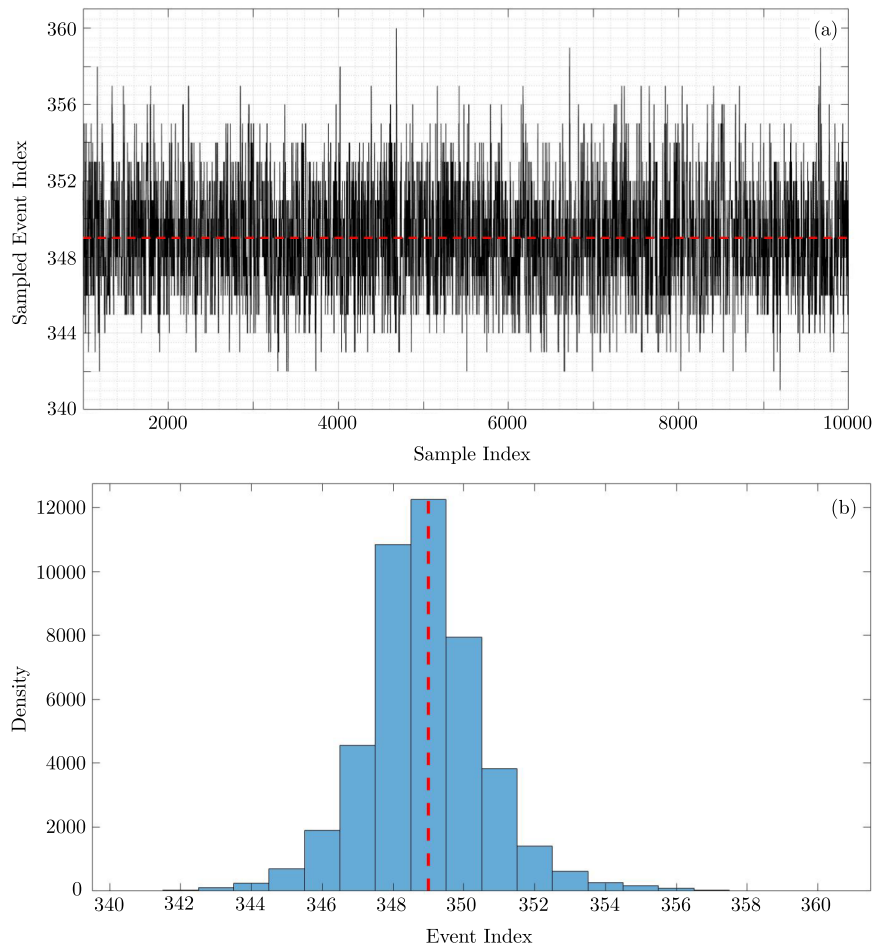 (a)
360
356
352
348
344
340
Sampled Event Index
2000 4000 6000 8000 10000
Sample Index
(b)
12000
10000
8000
6000
4000
2000
0
Density
340 342 344 346 348 350 352 354 356 358 360
Event Index